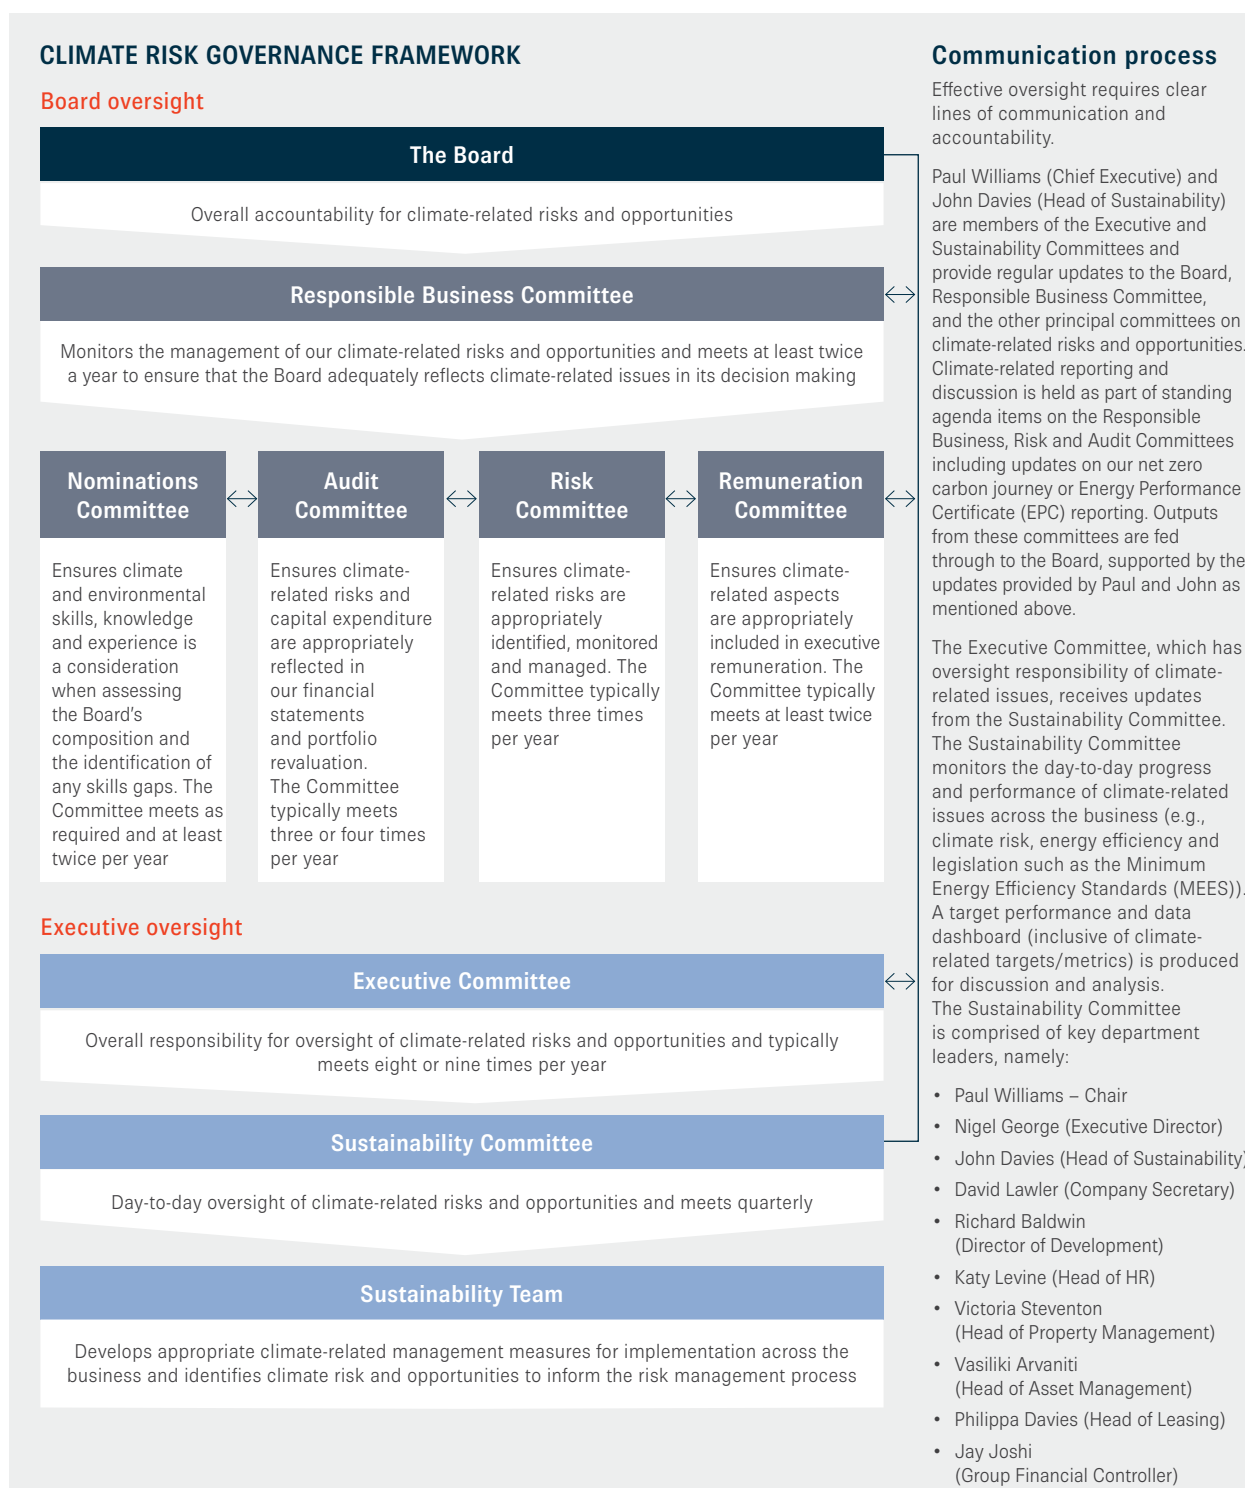 CLIMATE RISK GOVERNANCE FRAMEWORK
Board oversight
The Board
Overall accountability for climate-related risks and opportunities
Responsible Business Committee
Monitors the management of our climate-related risks and opportunities and meets at least twice
a year to ensure that the Board adequately reflects climate-related issues in its decision making
Nominations
Committee
Ensures climate
and environmental
skills, knowledge
and experience is
a consideration
when assessing
the Board's
composition and
the identification of
any skills gaps. The
Committee meets as
required and at least
twice per year
Audit
Committee
Ensures climate-
related risks and
capital expenditure
are appropriately
reflected in
our financial
statements
and portfolio
revaluation.
The Committee
typically meets
three or four times
per year
Risk
Committee
Ensures climate-
related risks are
appropriately
identified, monitored
and managed. The
Committee typically
meets three times
per year
Remuneration
Committee
Ensures climate-
related aspects
are appropriately
included in executive
remuneration. The
Committee typically
meets at least twice
per year
Executive oversight
Executive Committee
Overall responsibility for oversight of climate-related risks and opportunities and typically
meets eight or nine times per year
Sustainability Committee
Day-to-day oversight of climate-related risks and opportunities and meets quarterly
Sustainability Team
Develops appropriate climate-related management measures for implementation across the
business and identifies climate risk and opportunities to inform the risk management process
Communication process
Effective oversight requires clear
lines of communication and
accountability.
Paul Williams (Chief Executive) and
John Davies (Head of Sustainability)
are members of the Executive and
Sustainability Committees and
provide regular updates to the Board,
Responsible Business Committee,
and the other principal committees on
climate-related risks and opportunities.
Climate-related reporting and
discussion is held as part of standing
agenda items on the Responsible
Business, Risk and Audit Committees
including updates on our net zero
carbon journey or Energy Performance
Certificate (EPC) reporting. Outputs
from these committees are fed
through to the Board, supported by the
updates provided by Paul and John as
mentioned above.
The Executive Committee, which has
oversight responsibility of climate-
related issues, receives updates
from the Sustainability Committee.
The Sustainability Committee
monitors the day-to-day progress
and performance of climate-related
issues across the business (e.g.,
climate risk, energy efficiency and
legislation such as the Minimum
Energy Efficiency Standards (MEES)).
A target performance and data
dashboard (inclusive of climate-
related targets/metrics) is produced
for discussion and analysis.
The Sustainability Committee
is comprised of key department
leaders, namely:
• Paul Williams – Chair
• Nigel George (Executive Director)
• John Davies (Head of Sustainability)
• David Lawler (Company Secretary)
• Richard Baldwin
(Director of Development)
• Katy Levine (Head of HR)
• Victoria Steventon
(Head of Property Management)
• Vasiliki Arvaniti
(Head of Asset Management)
• Philippa Davies (Head of Leasing)
• Jay Joshi
(Group Financial Controller)